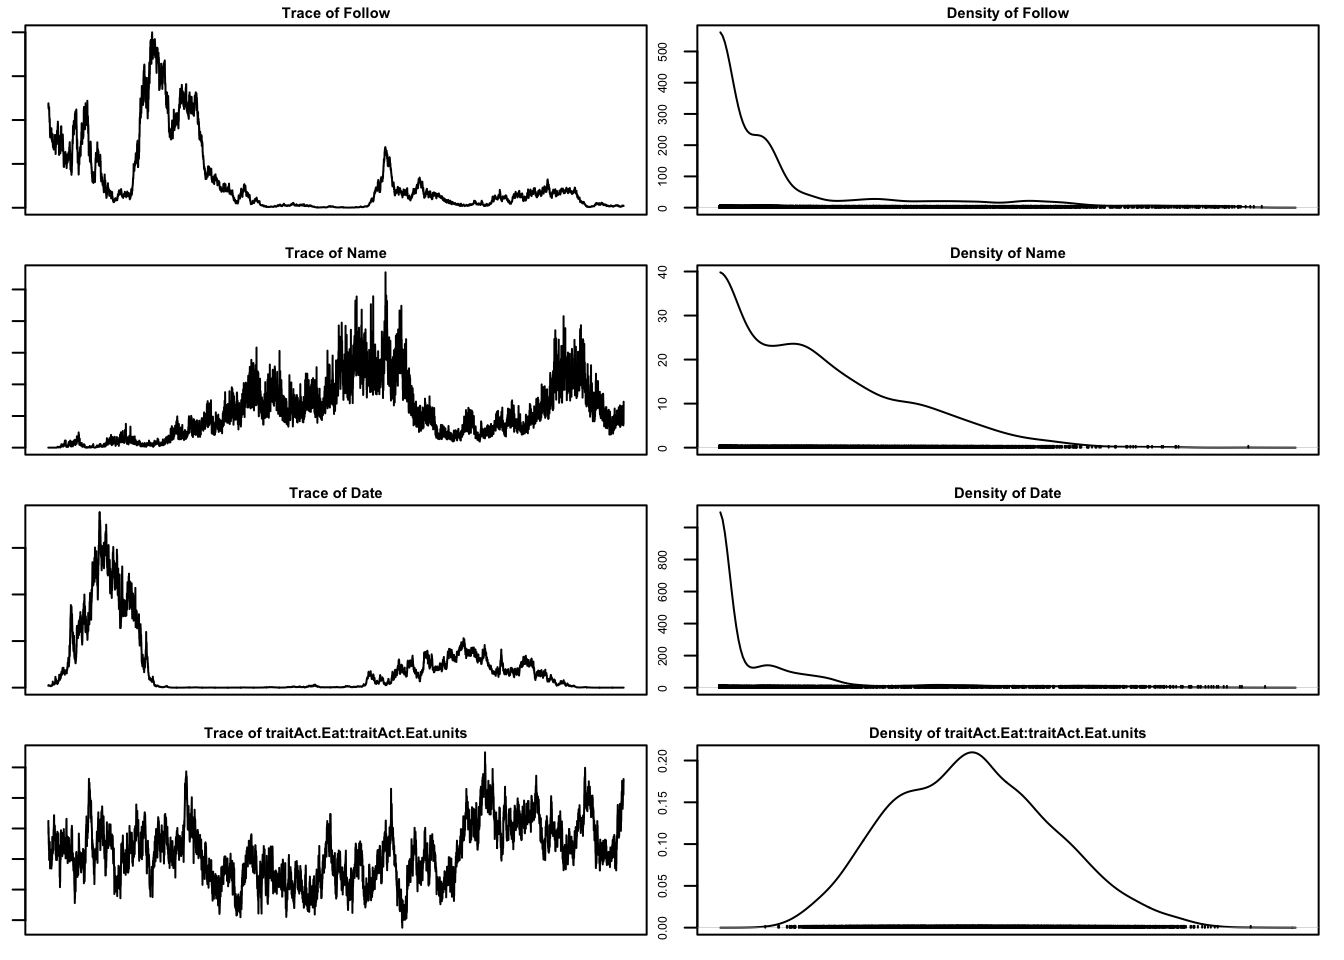 Trace of Follow
Density of Follow
0 100 200 300 400 500
Trace of Name
Density of Name
0 10 20 30 40
Trace of Date
Density of Date
0 200 400 600 800
Trace of traitAct.Eat:traitAct.Eat.units
Density of traitAct.Eat:traitAct.Eat.units
0.00 0.05 0.10 0.15 0.20